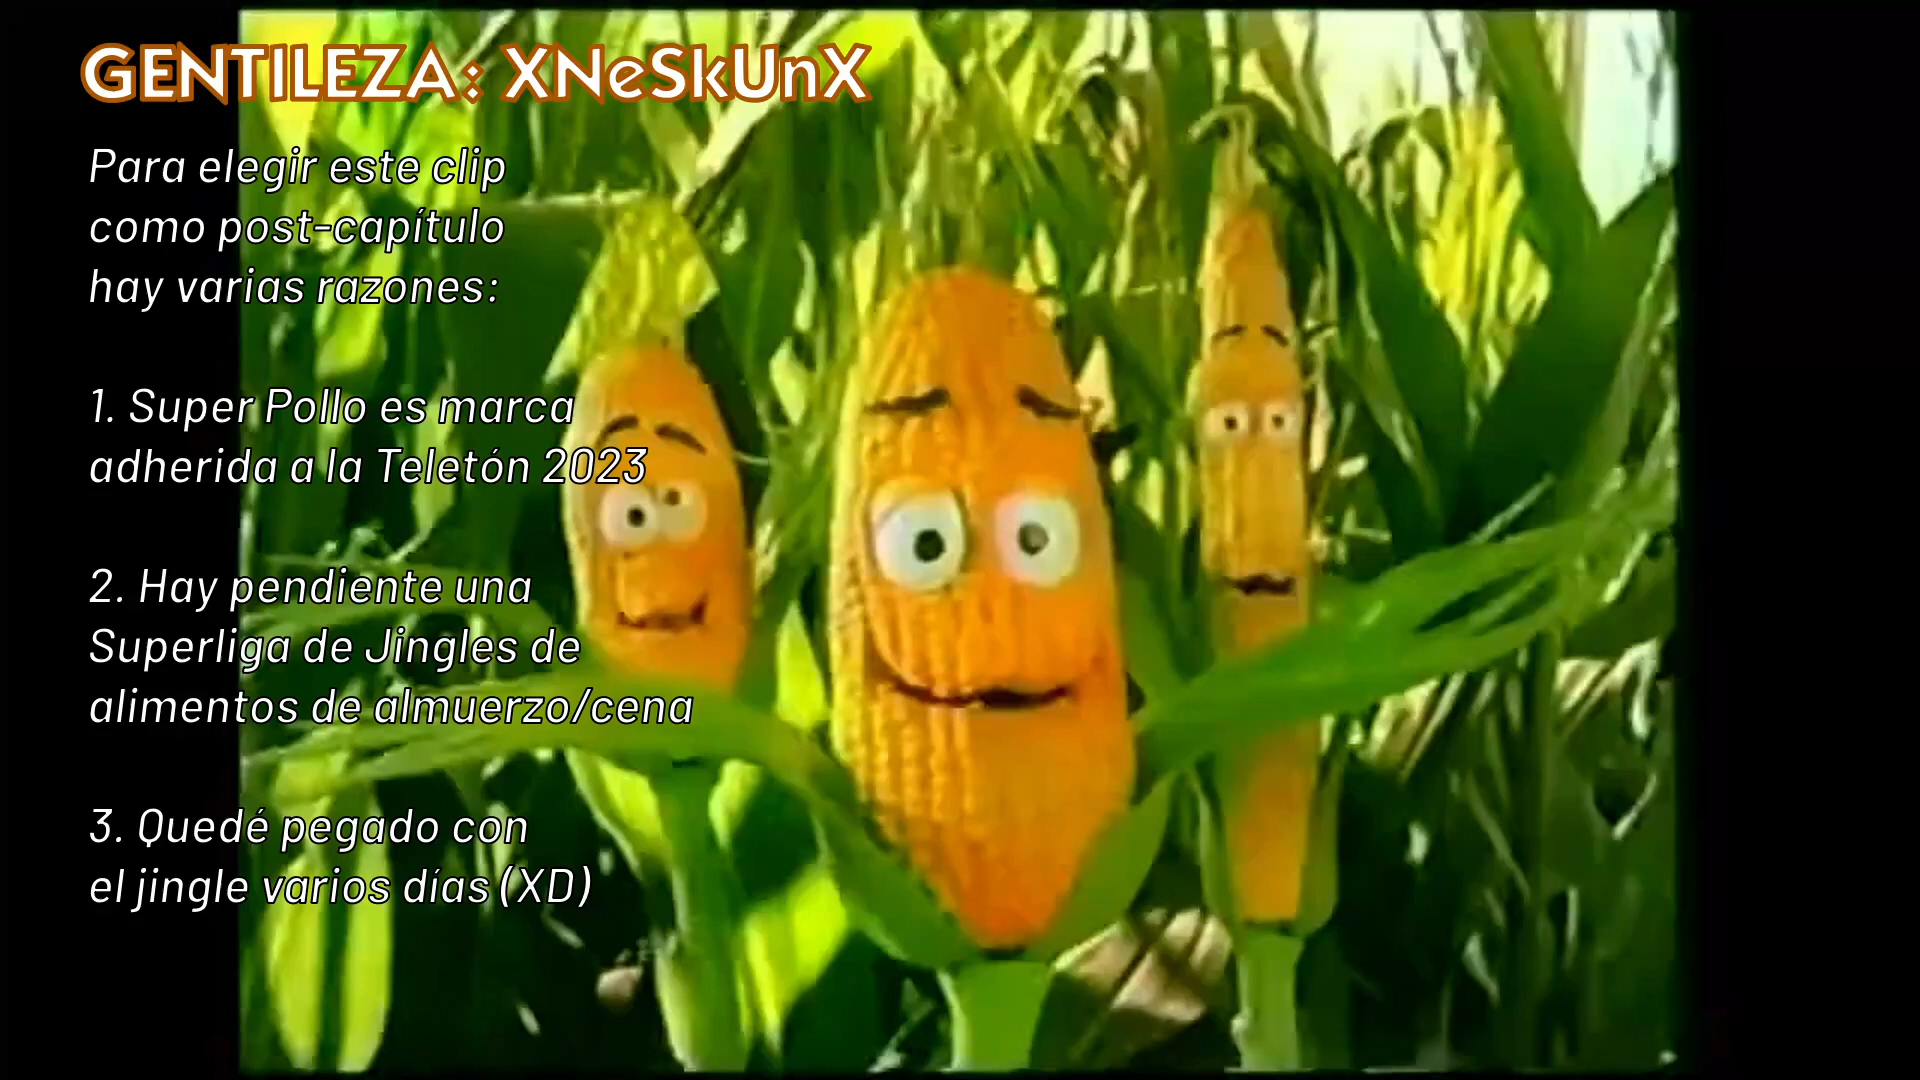 GENTILEZA: XNeSkUnX
Para elegir este clip
como post-capítulo
hay varias razones:
1. Super Pollo es marca
adherida a la Teletón 2023
2. Hay pendiente una
Superliga de Jingles de
alimentos de almuerzo/cena
3. Quedé pegado con
el jingle varios días (XD)